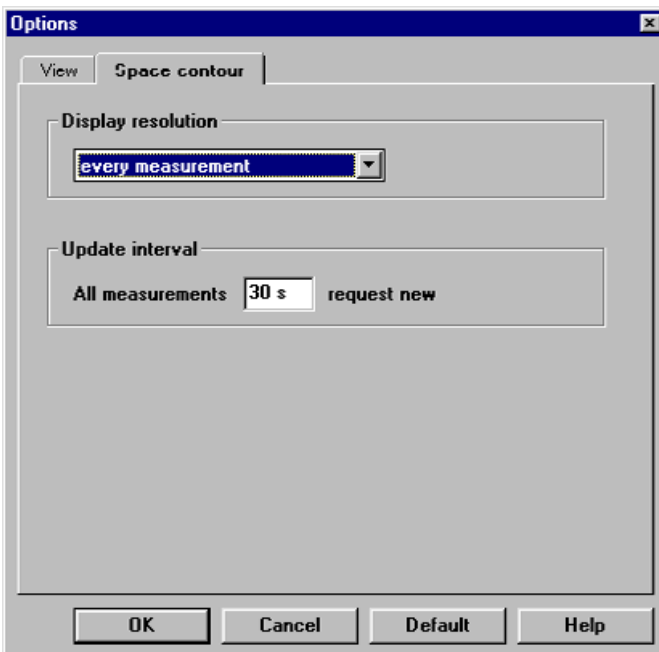 Options
View Space contour
Display resolution
every measurement
Update interval
All measurements 30 s request new
OK Cancel Default Help